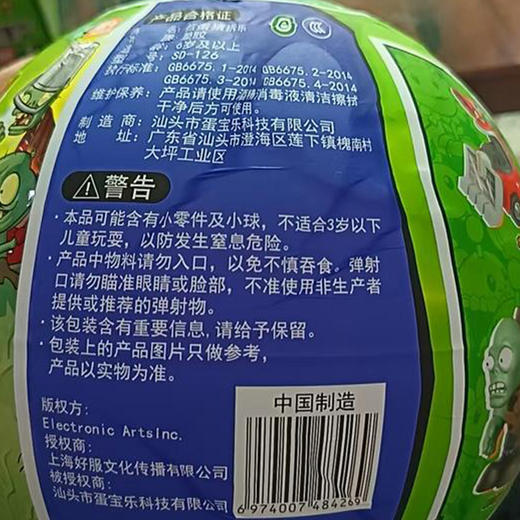 产品合格证
6岁及以上
SD-126
执行标准: GB6675.1-2014 GB6675.2-2014
GB6675.3-2014 GB6675.4-2014
维护保养: 产品请使用湿布消毒液清洁擦拭
干净后方可使用。
制造商: 汕头市蛋宝乐科技有限公司
地址: 广东省汕头市澄海区莲下镇槐南村
大坪工业区
警告
·本品可能含有小零件及小球,不适合3岁以下
儿童玩耍,以防发生窒息危险。
·产品中物料请勿入口,以免不慎吞食。弹射
口请勿瞄准眼睛或脸部,不准使用非生产者
提供或推荐的弹射物。
·该包装含有重要信息,请给予保留。
·包装上的产品图片只做参考,
产品以实物为准。
版权方:
Electronic ArtsInc.
授权商:
上海好服文化传播有限公司
被授权商:
汕头市蛋宝乐科技有限公司
中国制造
6 974007 484269